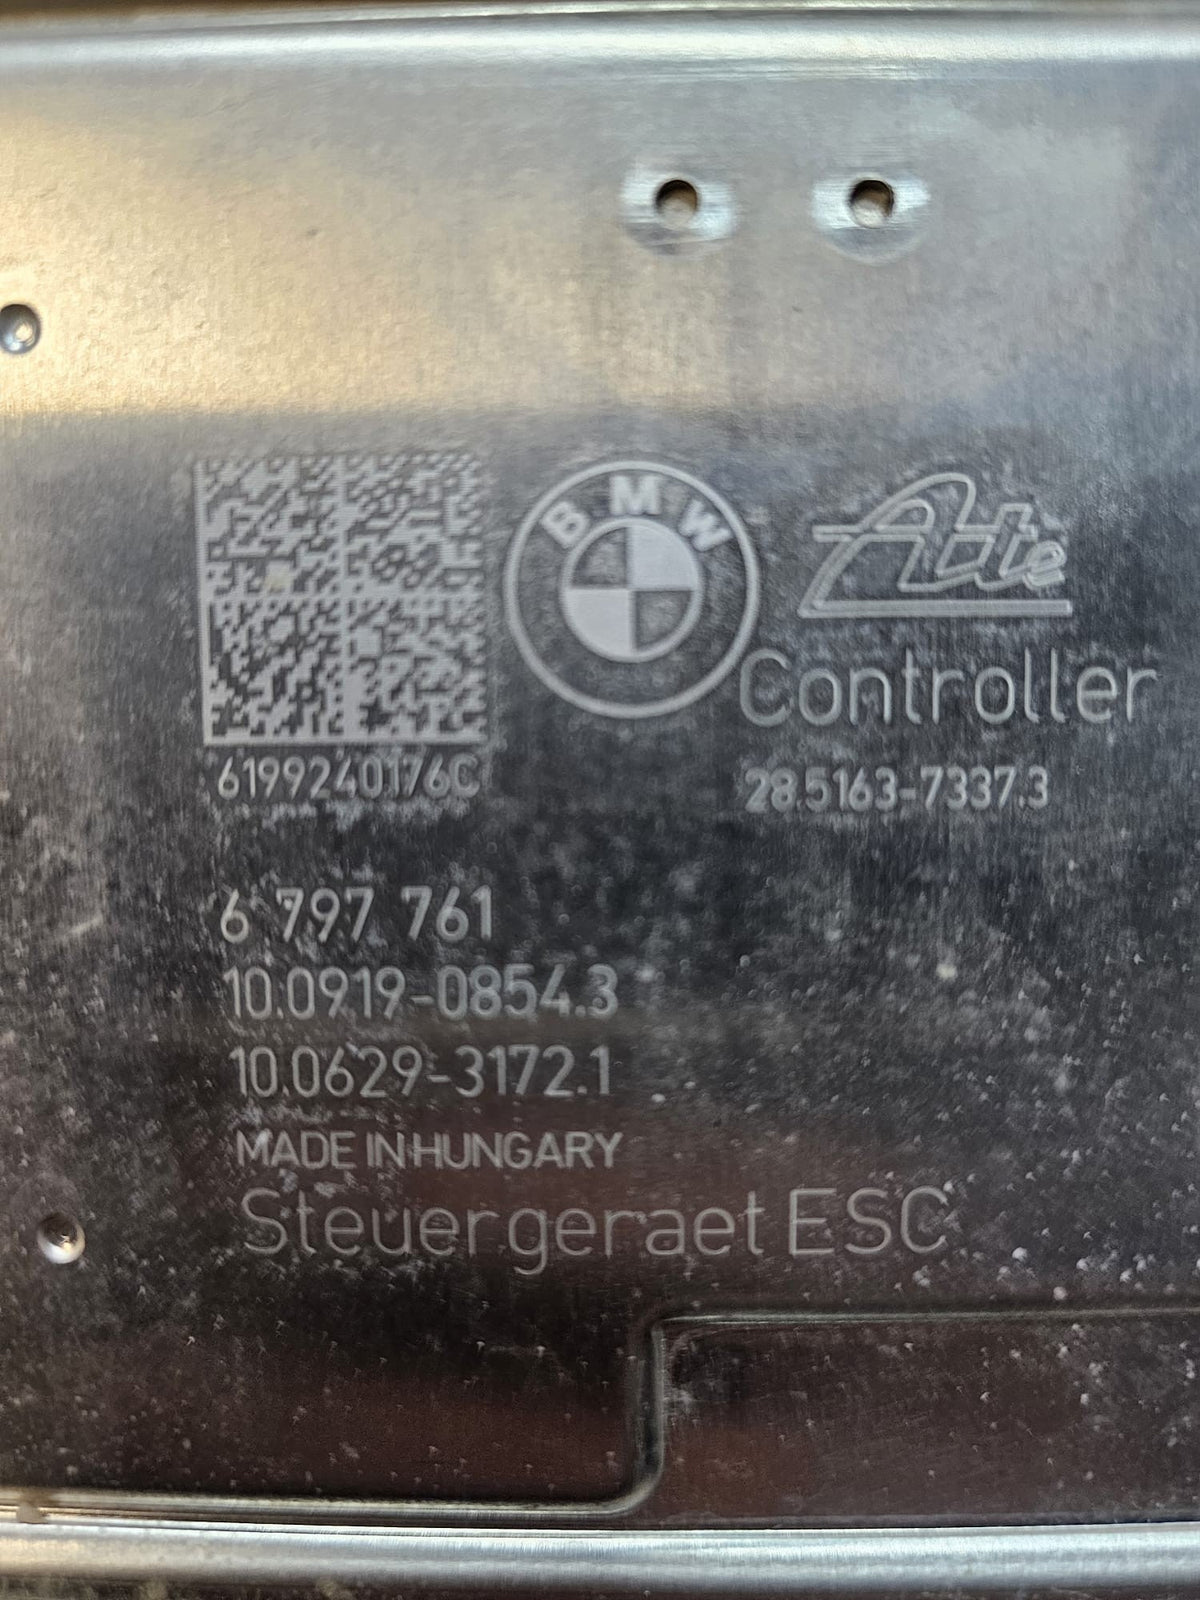 BMW
Ate
Controller
6199240176C
28.5163-7337.3
6 797 761
10.0919-0854.3
10.0629-3172.1
MADE IN HUNGARY
Steuergeraet ESC